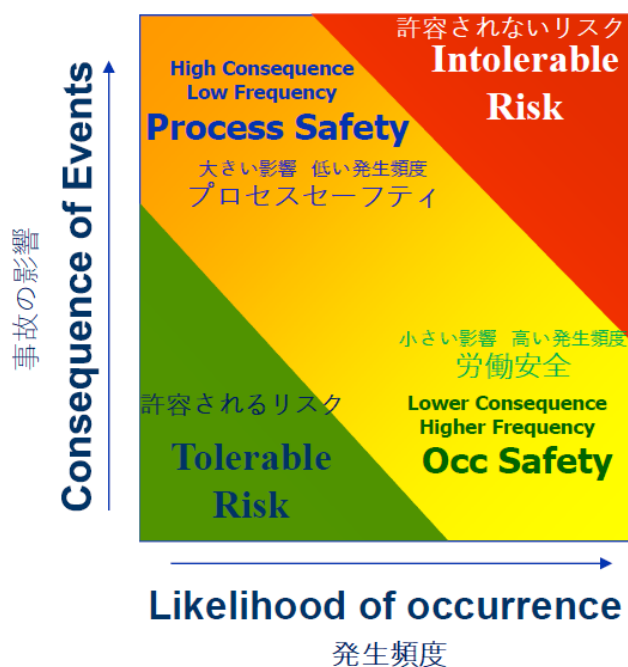 許容されないリスク
Intolerable
Risk
High Consequence
Low Frequency
Process Safety
大きい影響 低い発生頻度
プロセスセーフティ
Consequence of Events
事故の影響
小さい影響 高い発生頻度
労働安全
Lower Consequence
Higher Frequency
Occ Safety
許容されるリスク
Tolerable
Risk
Likelihood of occurrence
発生頻度